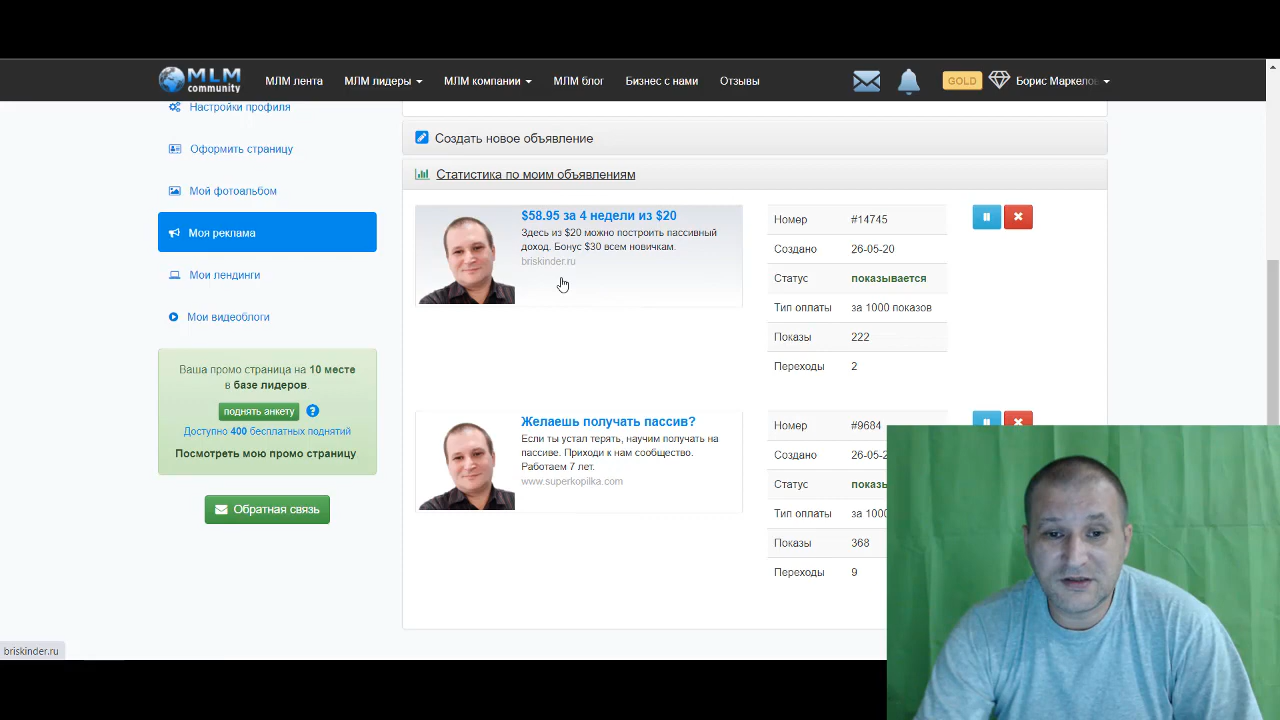 MLM
community
МЛМ лента
МЛМ лидеры
МЛМ компании
МЛМ блог
Бизнес с нами
Отзывы
GOLD
Борис Маркелов
Настройки профиля
Оформить страницу
Мой фотоальбом
Моя реклама
Мои лендинги
Мои видеоблоги
Ваша промо страница на 10 месте
в базе лидеров.
поднять анкету
?
Доступно 400 бесплатных поднятий
Посмотреть мою промо страницу
Обратная связь
Создать новое объявление
Статистика по моим объявлениям
$58.95 за 4 недели из $20
Здесь из $20 можно построить пассивный
доход. Бонус $30 всем новичкам.
briskinder.ru
Номер #14745
Создано 26-05-20
Статус показывается
Тип оплаты за 1000 показов
Показы 222
Переходы 2
Желаешь получать пассив?
Если ты устал терять, научим получать на
пассиве. Приходи к нам сообщество.
Работаем 7 лет.
www.superkopilka.com
Номер #9684
Создано 26-05-2
Статус показы
Тип оплаты за 1000
Показы 368
Переходы 9
briskinder.ru